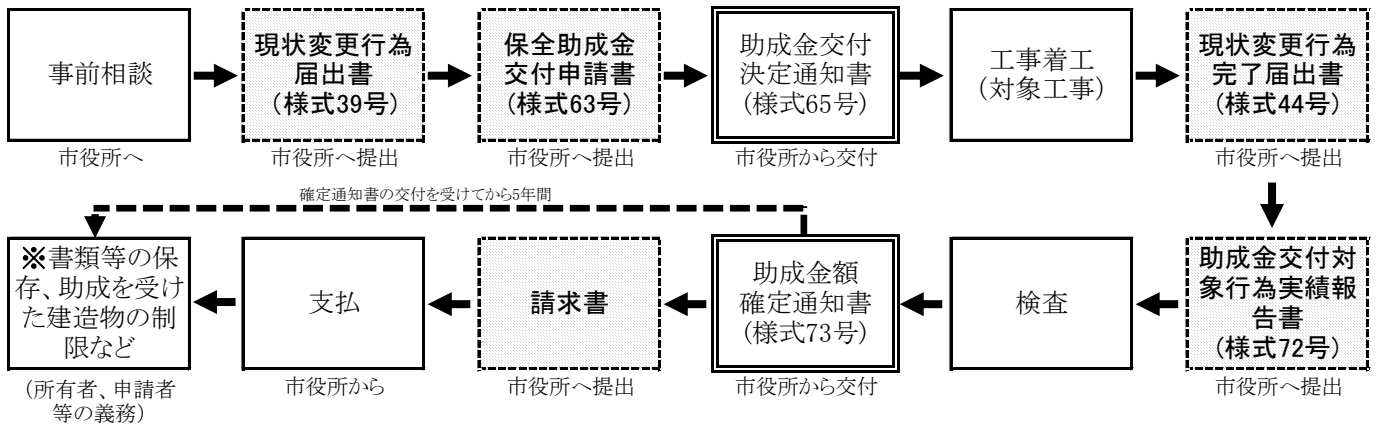 事前相談
市役所へ
現状変更行為
届出書
(様式39号)
市役所へ提出
保全助成金
交付申請書
(様式63号)
市役所へ提出
助成金交付
決定通知書
(様式65号)
市役所から交付
工事着工
(対象工事)
現状変更行為
完了届出書
(様式44号)
市役所へ提出
助成金交付対
象行為実績報
告書
(様式72号)
市役所へ提出
検査
助成金額
確定通知書
(様式73号)
市役所から交付
請求書
市役所へ提出
支払
市役所から
確定通知書の交付を受けてから5年間
※書類等の保
存、助成を受け
た建造物の制
限など
(所有者、申請者
等の義務)